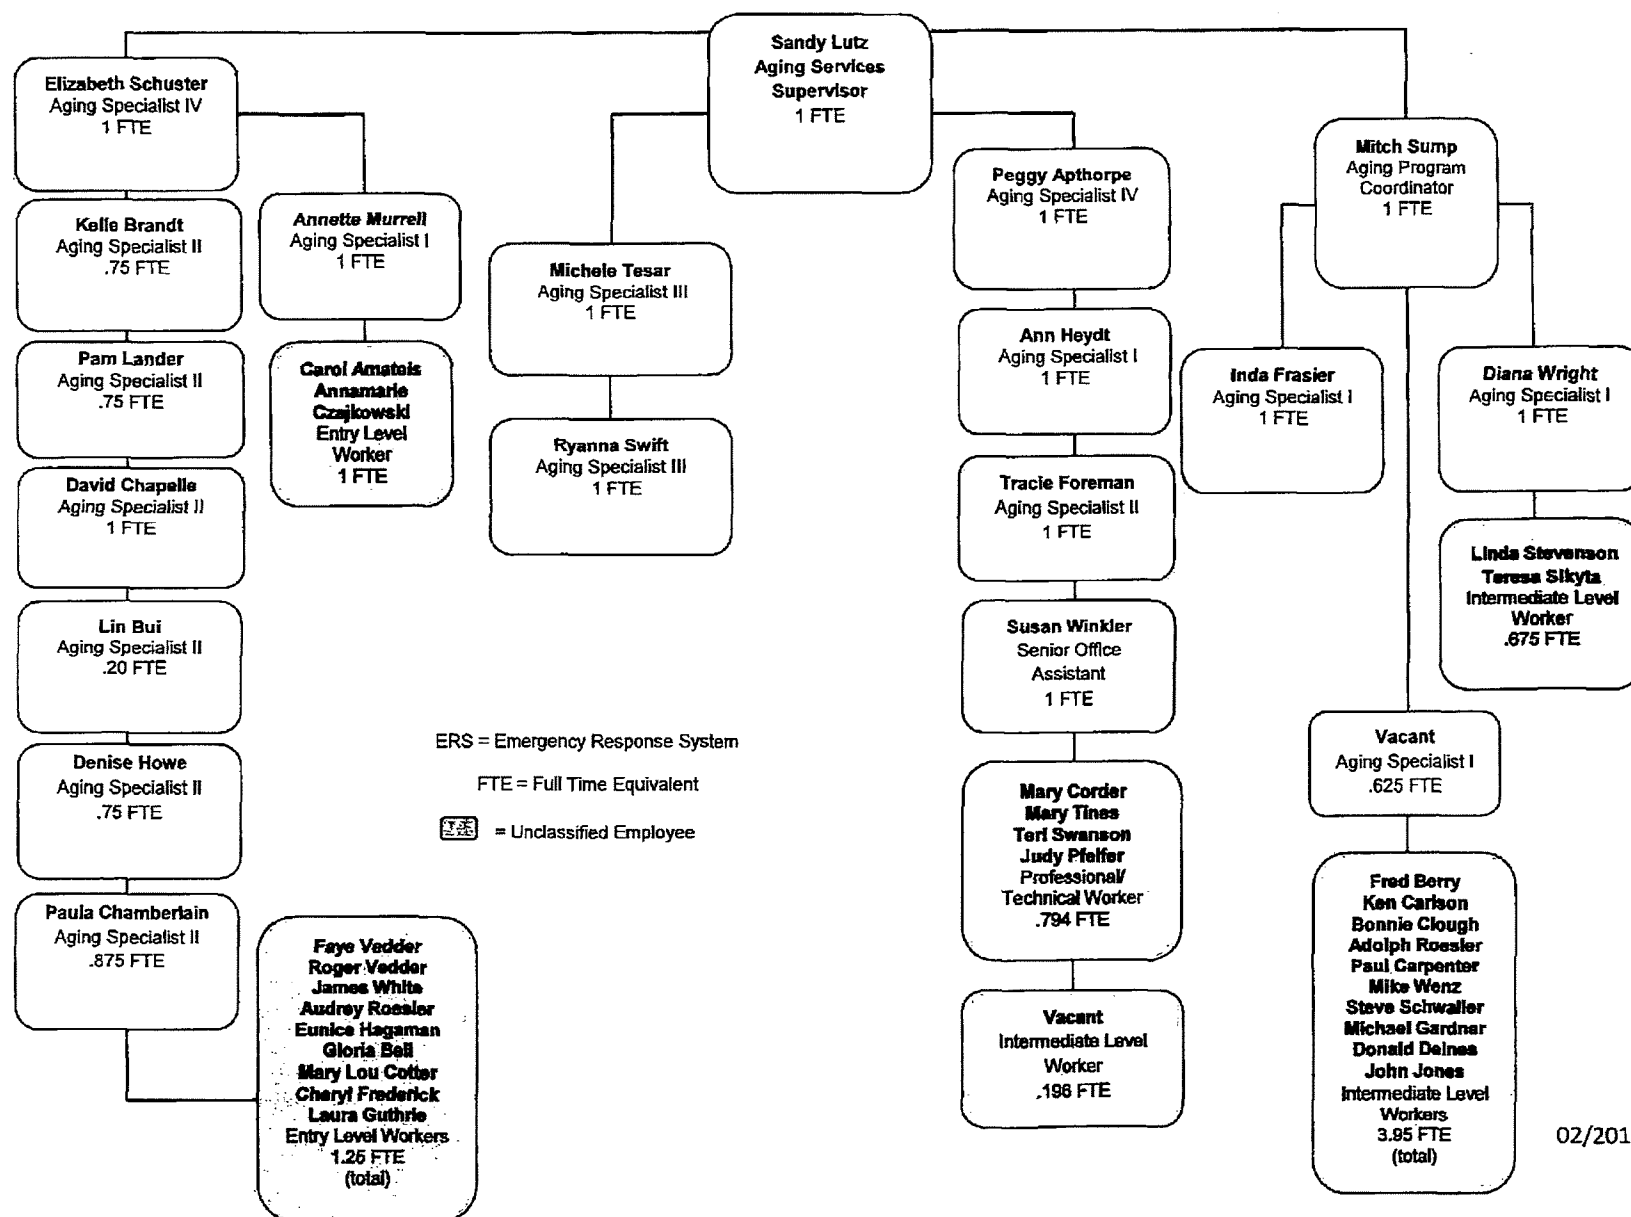 Sandy Lutz
Aging Services
Supervisor
1 FTE
Elizabeth Schuster
Aging Specialist IV
1 FTE
Kelle Brandt
Aging Specialist II
.75 FTE
Pam Lander
Aging Specialist II
.75 FTE
David Chapelle
Aging Specialist II
1 FTE
Lin Bui
Aging Specialist II
.20 FTE
Denise Howe
Aging Specialist II
.75 FTE
Paula Chamberlain
Aging Specialist II
.875 FTE
Faye Vedder
Roger Vedder
James White
Audrey Roesler
Eunice Hagaman
Gloria Bell
Mary Lou Cotter
Cheryl Frederick
Laura Guthrie
Entry Level Workers
1.25 FTE
(total)
Annette Murrell
Aging Specialist I
1 FTE
Carol Amateis
Annamarie
Czajkowski
Entry Level
Worker
1 FTE
Michele Tesar
Aging Specialist III
1 FTE
Ryanna Swift
Aging Specialist III
1 FTE
Peggy Apthorpe
Aging Specialist IV
1 FTE
Ann Heydt
Aging Specialist I
1 FTE
Tracie Foreman
Aging Specialist II
1 FTE
Susan Winkler
Senior Office
Assistant
1 FTE
Mary Corder
Mary Tines
Teri Swanson
Judy Pfeifer
Professional/
Technical Worker
.794 FTE
Vacant
Intermediate Level
Worker
.196 FTE
Mitch Sump
Aging Program
Coordinator
1 FTE
Inda Frasier
Aging Specialist I
1 FTE
Diana Wright
Aging Specialist I
1 FTE
Linda Stevenson
Teresa Sikyta
Intermediate Level
Worker
.675 FTE
Vacant
Aging Specialist I
.625 FTE
Fred Berry
Ken Carlson
Bonnie Clough
Adolph Roesler
Paul Carpenter
Mike Wenz
Steve Schwaller
Michael Gardner
Donald Deines
John Jones
Intermediate Level
Workers
3.95 FTE
(total)
ERS = Emergency Response System
FTE = Full Time Equivalent
= Unclassified Employee
02/201